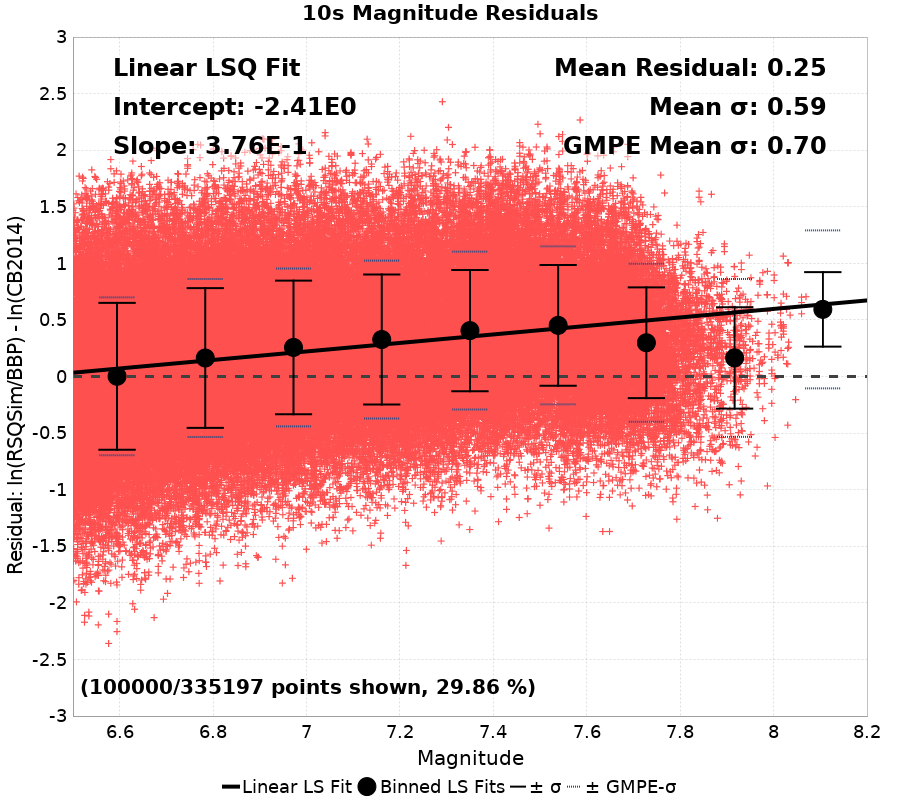 10s Magnitude Residuals
Linear LSQ Fit
Intercept: -2.41E0
Slope: 3.76E-1
Mean Residual: 0.25
Mean σ: 0.59
GMPE Mean σ: 0.70
Residual: ln(RSQSim/BBP) - ln(CB2014)
3
2.5
2
1.5
1
0.5
0
-0.5
-1
-1.5
-2
-2.5
-3
(100000/335197 points shown, 29.86 %)
6.6 6.8 7 7.2 7.4 7.6 7.8 8 8.2
Magnitude
Linear LS Fit Binned LS Fits ± σ ± GMPE-σ